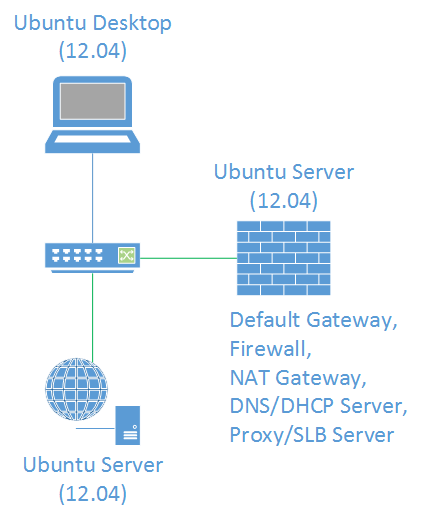 Ubuntu Desktop
(12.04)
Ubuntu Server
(12.04)
Default Gateway,
Firewall,
NAT Gateway,
DNS/DHCP Server,
Proxy/SLB Server
Ubuntu Server
(12.04)